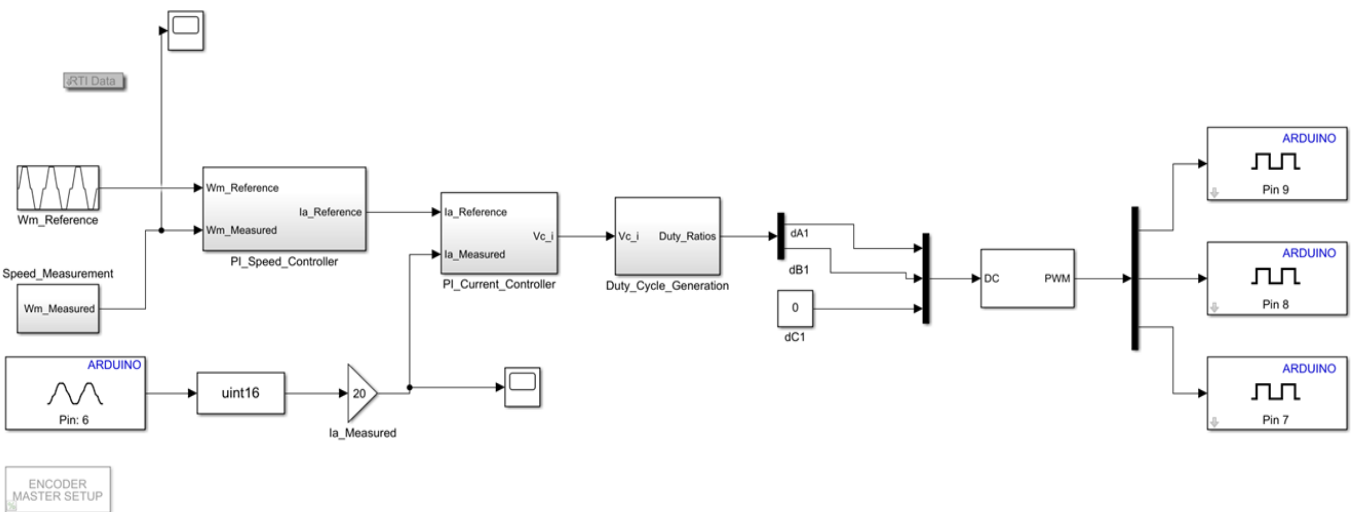 RTI Data
Wm_Reference
Wm_Reference
Wm_Measured
Ia_Reference
PI_Speed_Controller
Speed_Measurement
Wm_Measured
Ia_Reference
Ia_Measured
Vc_i
PI_Current_Controller
Vc_i
Duty_Ratios
Duty_Cycle_Generation
dA1
dB1
0
dC1
DC
PWM
ARDUINO
Pin 9
ARDUINO
Pin 8
ARDUINO
Pin 7
ARDUINO
Pin: 6
uint16
20
Ia_Measured
ENCODER
MASTER SETUP